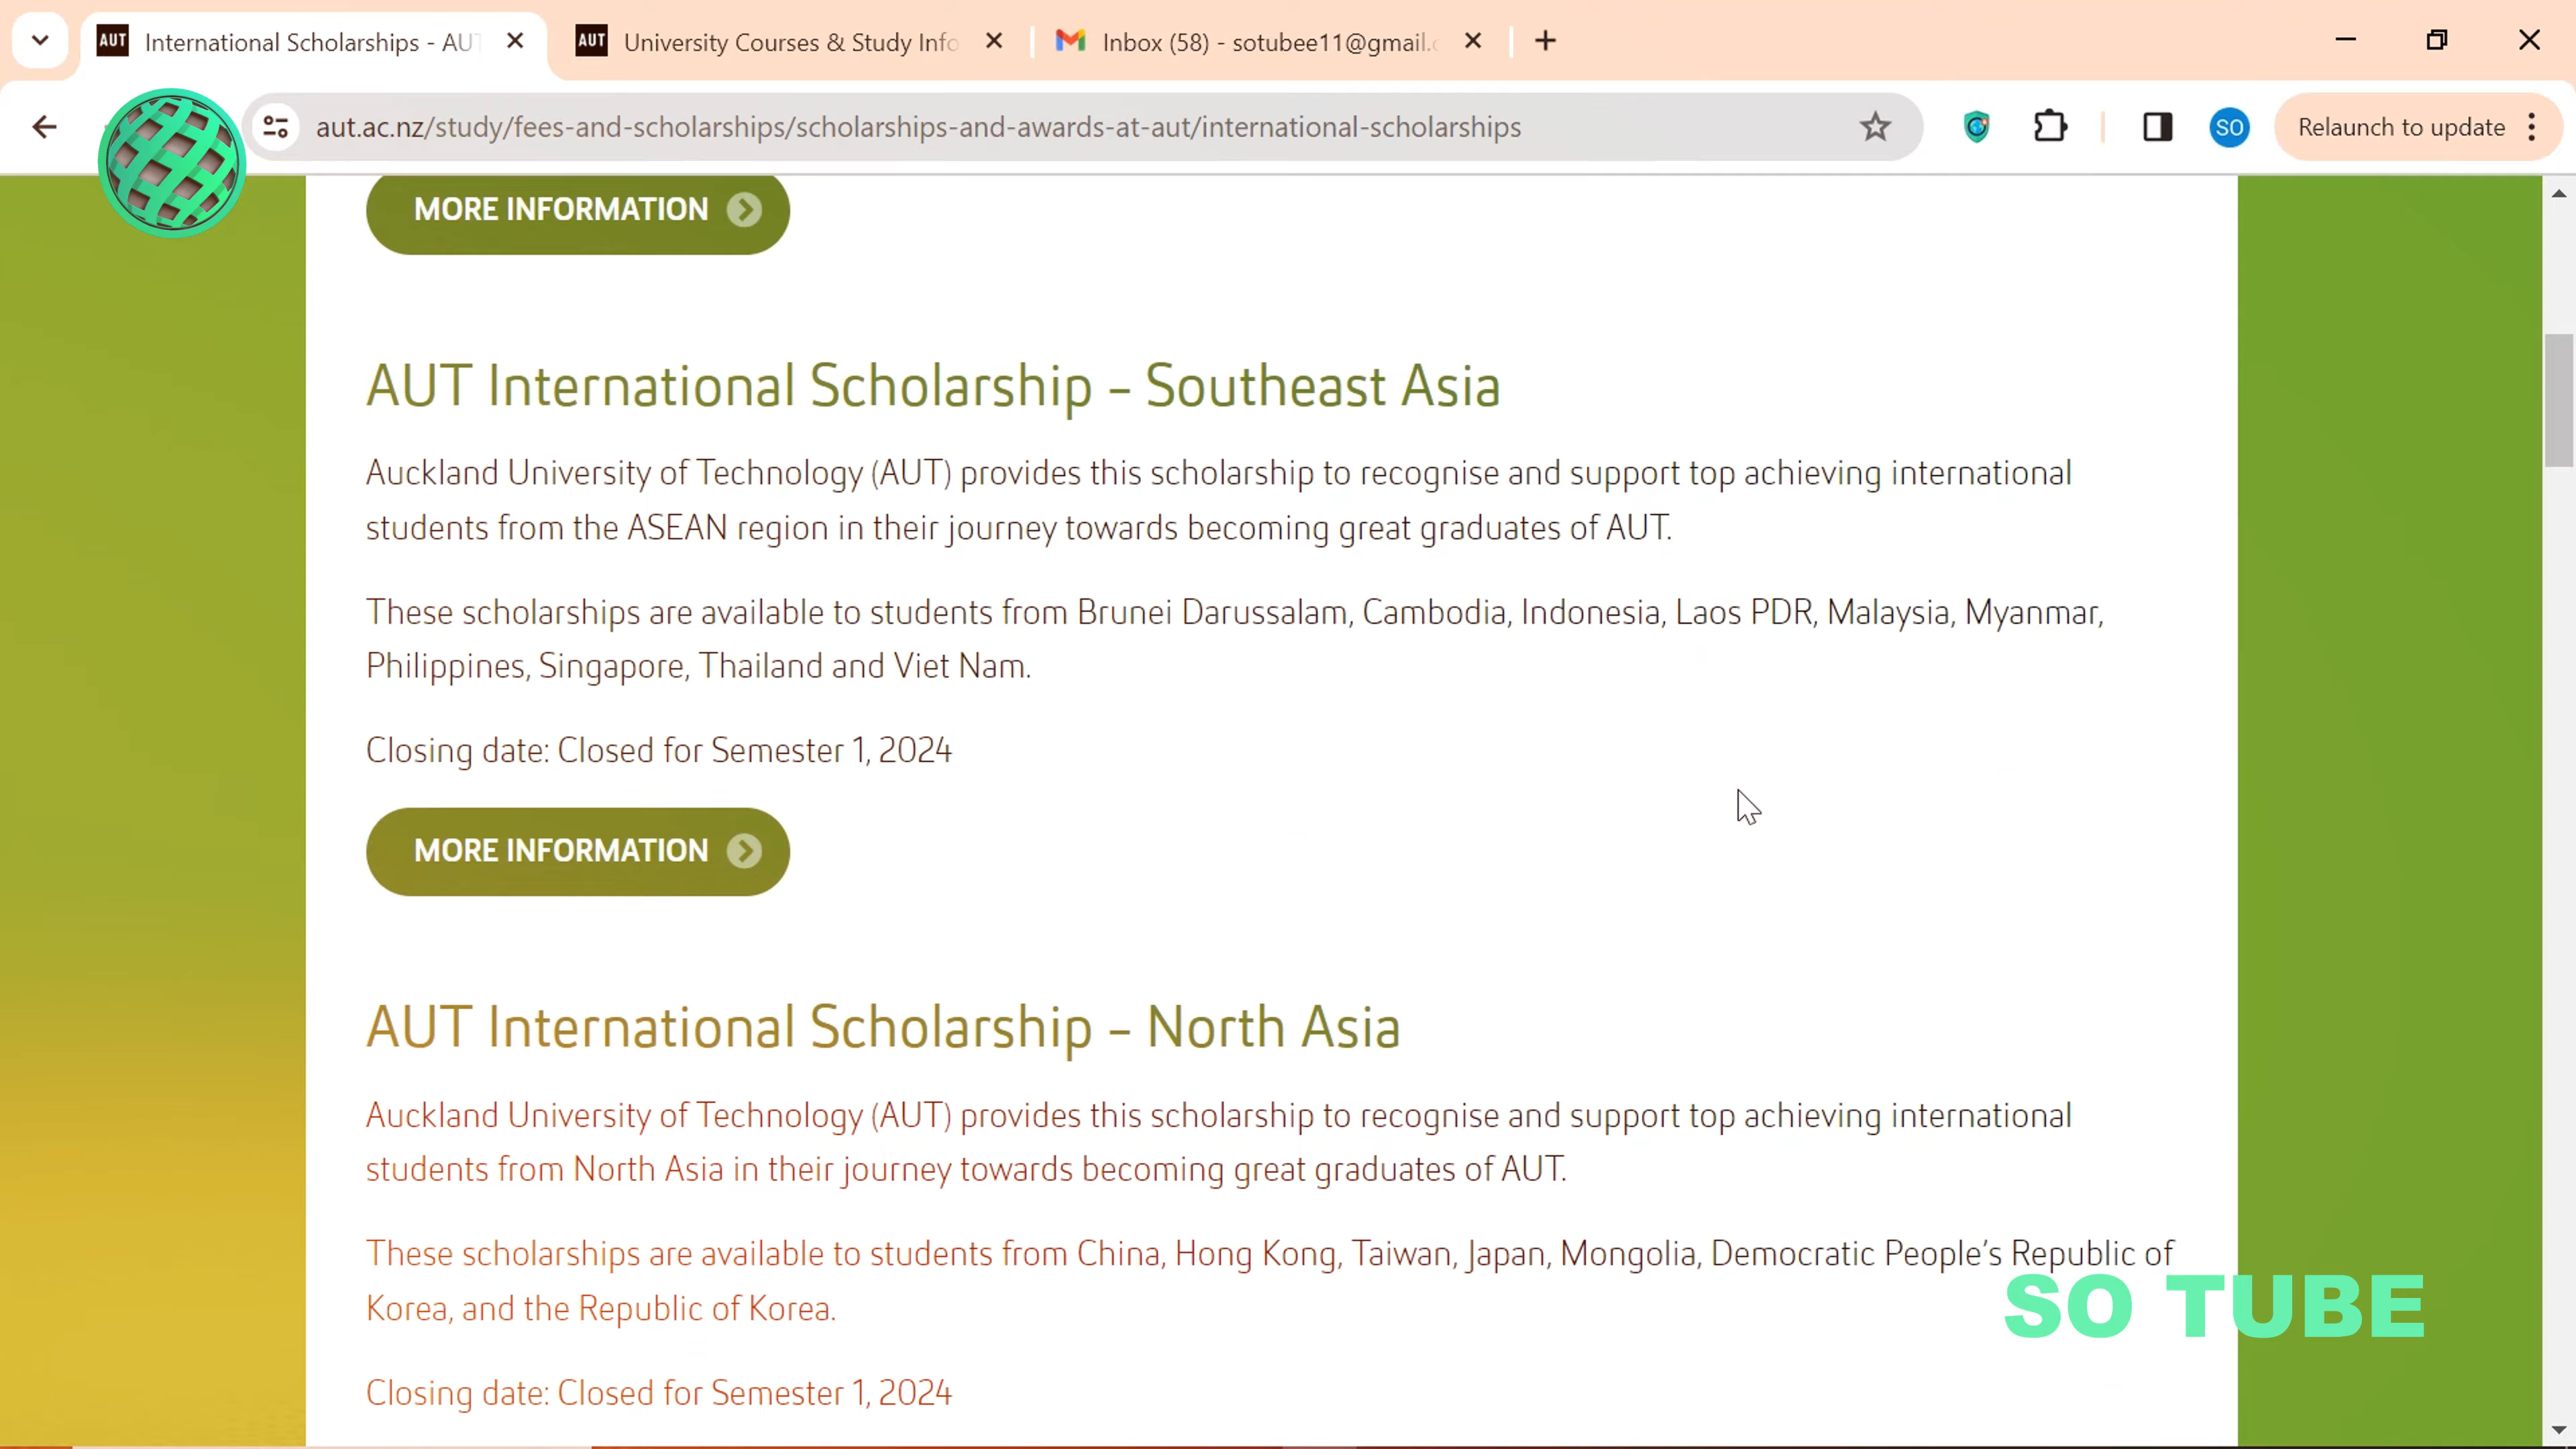 AUT International Scholarships - AUT
AUT University Courses & Study Info
Inbox (58) - sotubee11@gmail.c
aut.ac.nz/study/fees-and-scholarships/scholarships-and-awards-at-aut/international-scholarships
SO
Relaunch to update
MORE INFORMATION
AUT International Scholarship – Southeast Asia
Auckland University of Technology (AUT) provides this scholarship to recognise and support top achieving international
students from the ASEAN region in their journey towards becoming great graduates of AUT.
These scholarships are available to students from Brunei Darussalam, Cambodia, Indonesia, Laos PDR, Malaysia, Myanmar,
Philippines, Singapore, Thailand and Viet Nam.
Closing date: Closed for Semester 1, 2024
MORE INFORMATION
AUT International Scholarship – North Asia
Auckland University of Technology (AUT) provides this scholarship to recognise and support top achieving international
students from North Asia in their journey towards becoming great graduates of AUT.
These scholarships are available to students from China, Hong Kong, Taiwan, Japan, Mongolia, Democratic People's Republic of
Korea, and the Republic of Korea.
SO TUBE
Closing date: Closed for Semester 1, 2024